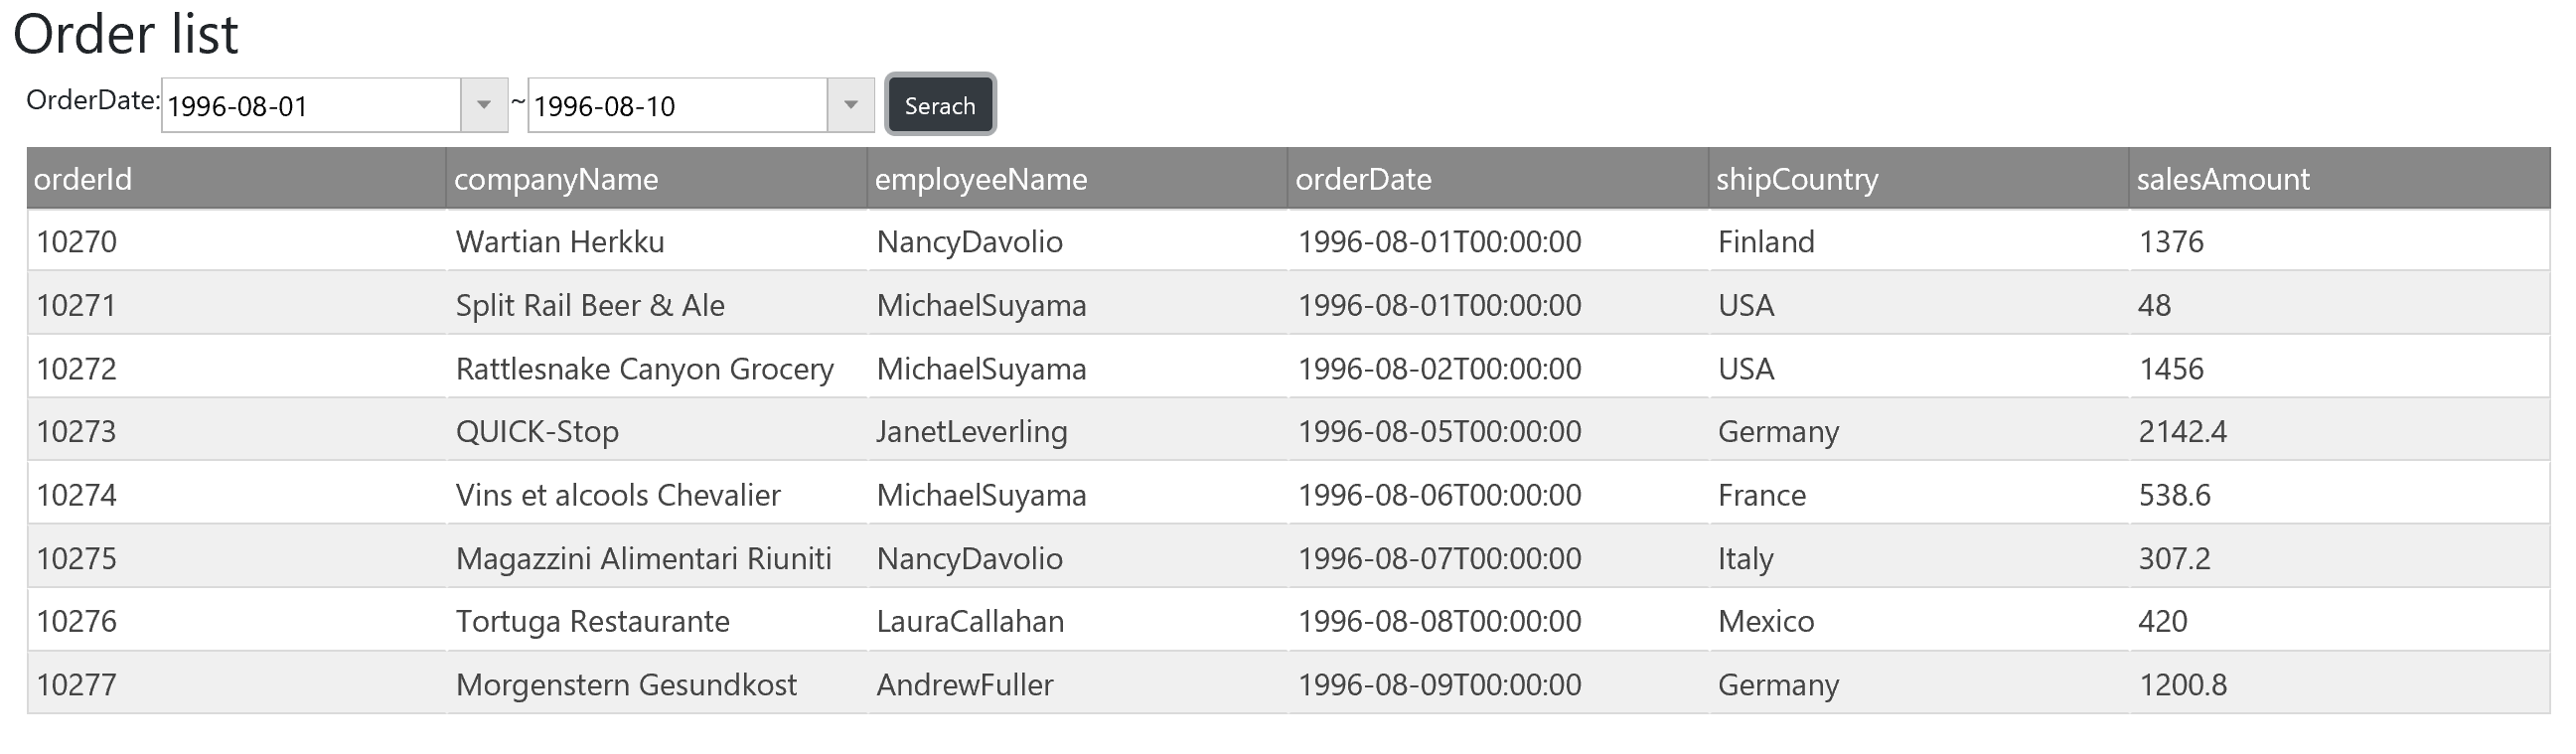 Order list
OrderDate: 1996-08-01 ~ 1996-08-10 Serach
orderId companyName employeeName orderDate shipCountry salesAmount
10270 Wartian Herkku NancyDavolio 1996-08-01T00:00:00 Finland 1376
10271 Split Rail Beer & Ale MichaelSuyama 1996-08-01T00:00:00 USA 48
10272 Rattlesnake Canyon Grocery MichaelSuyama 1996-08-02T00:00:00 USA 1456
10273 QUICK-Stop JanetLeverling 1996-08-05T00:00:00 Germany 2142.4
10274 Vins et alcools Chevalier MichaelSuyama 1996-08-06T00:00:00 France 538.6
10275 Magazzini Alimentari Riuniti NancyDavolio 1996-08-07T00:00:00 Italy 307.2
10276 Tortuga Restaurante LauraCallahan 1996-08-08T00:00:00 Mexico 420
10277 Morgenstern Gesundkost AndrewFuller 1996-08-09T00:00:00 Germany 1200.8